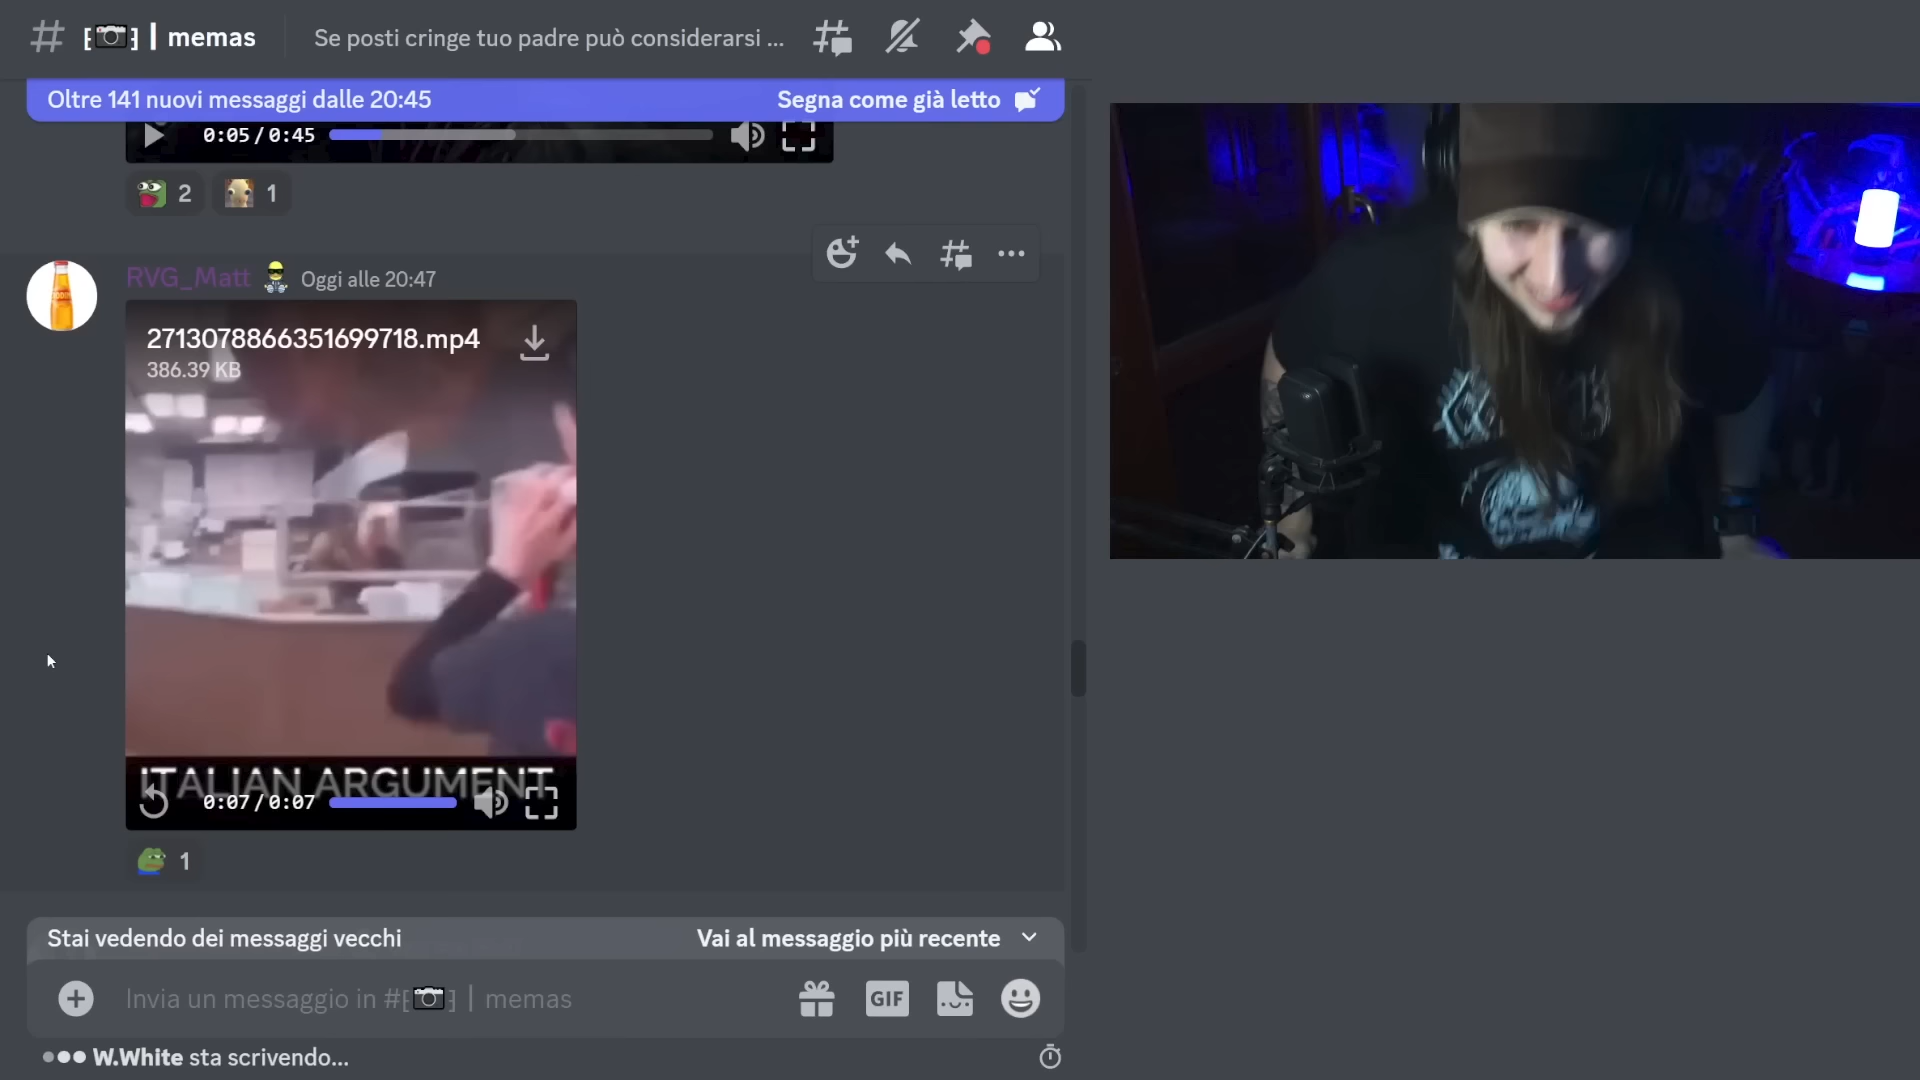 | memas
Se posti cringe tuo padre può considerarsi ...
Oltre 141 nuovi messaggi dalle 20:45
Segna come già letto
0:05 / 0:45
2
1
RVG_Matt
Oggi alle 20:47
2713078866351699718.mp4
386.39 KB
ITALIAN ARGUMENT
0:07 / 0:07
1
Stai vedendo dei messaggi vecchi
Vai al messaggio più recente
Invia un messaggio in #[📷] | memas
GIF
W.White sta scrivendo...